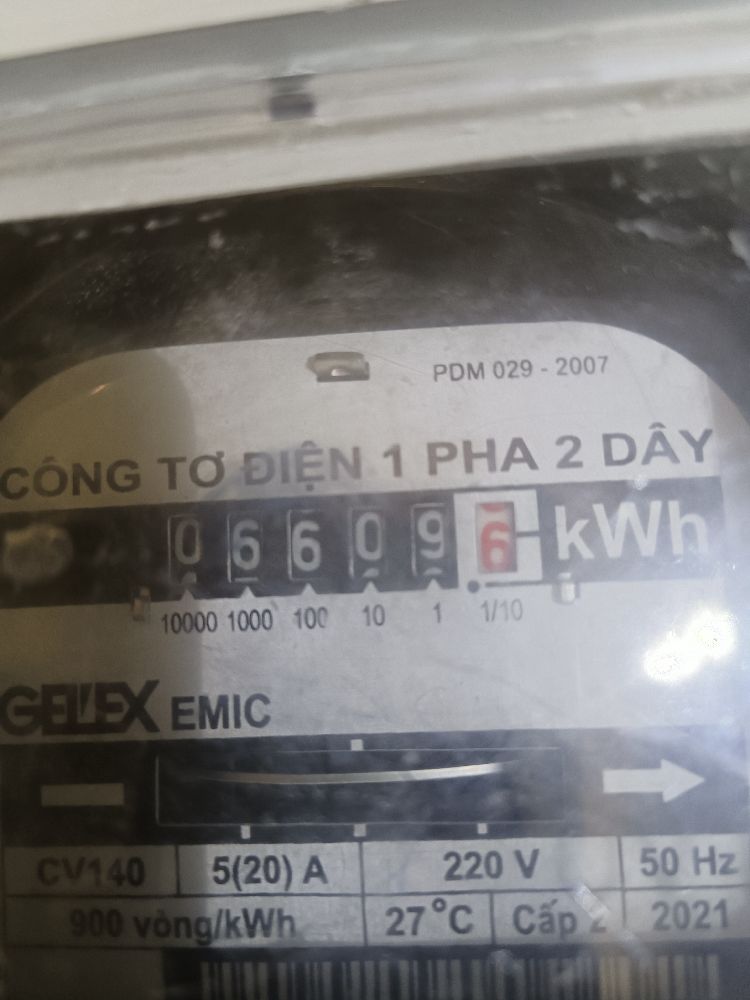 PDM 029 - 2007
CÔNG TƠ ĐIỆN 1 PHA 2 DÂY
0 6 6 0 9 6 kWh
10000 1000 100 10 1 1/10
GELEX EMIC
CV140 5(20) A 220 V 50 Hz
900 vòng/kWh 27°C Cấp 2 2021